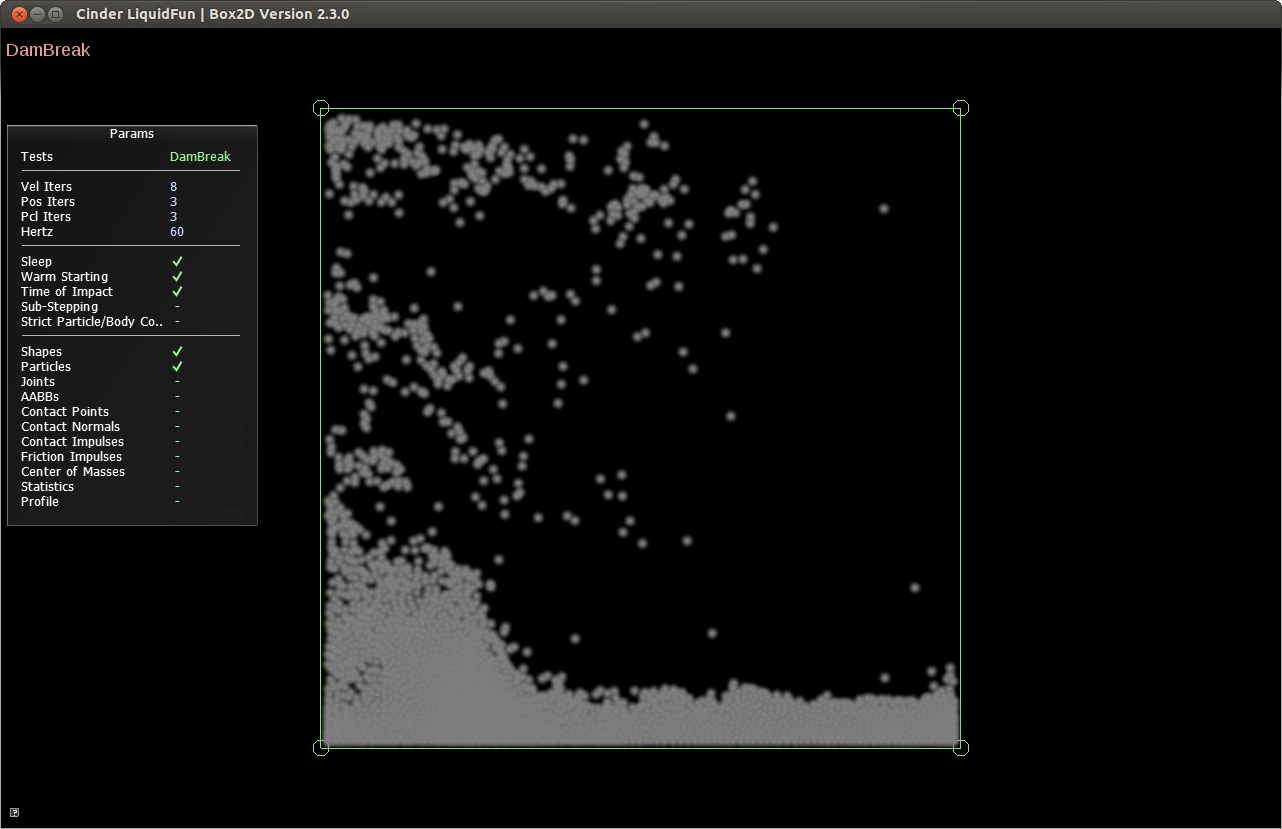 Cinder LiquidFun | Box2D Version 2.3.0
DamBreak
Params
Tests DamBreak
Vel Iters 8
Pos Iters 3
Pcl Iters 3
Hertz 60
Sleep ✓
Warm Starting ✓
Time of Impact ✓
Sub-Stepping -
Strict Particle/Body Co.. -
Shapes ✓
Particles ✓
Joints -
AABBs -
Contact Points -
Contact Normals -
Contact Impulses -
Friction Impulses -
Center of Masses -
Statistics -
Profile -
?